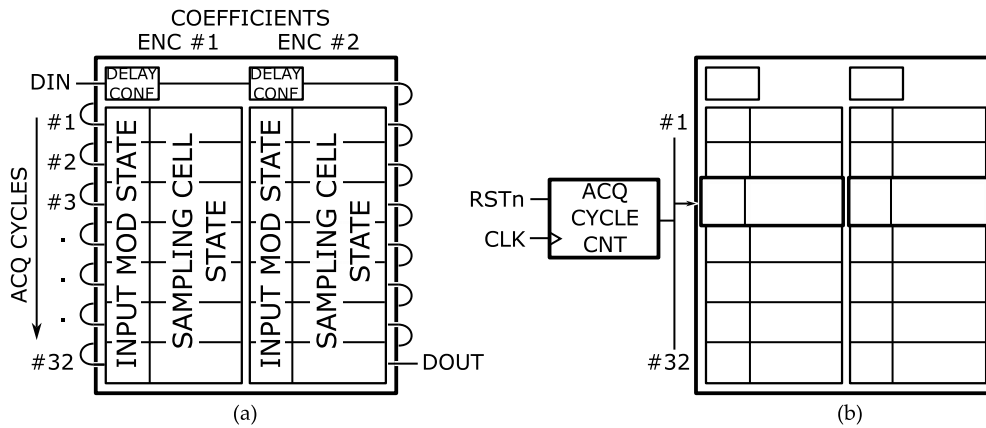 COEFFICIENTS
ENC #1 ENC #2
DIN
DELAY
CONF
DELAY
CONF
ACQ CYCLES
#1
#2
#3
.
.
.
#32
INPUT MOD STATE
SAMPLING CELL
STATE
INPUT MOD STATE
SAMPLING CELL
STATE
DOUT
(a)
#1
RSTn
CLK
ACQ
CYCLE
CNT
#32
(b)